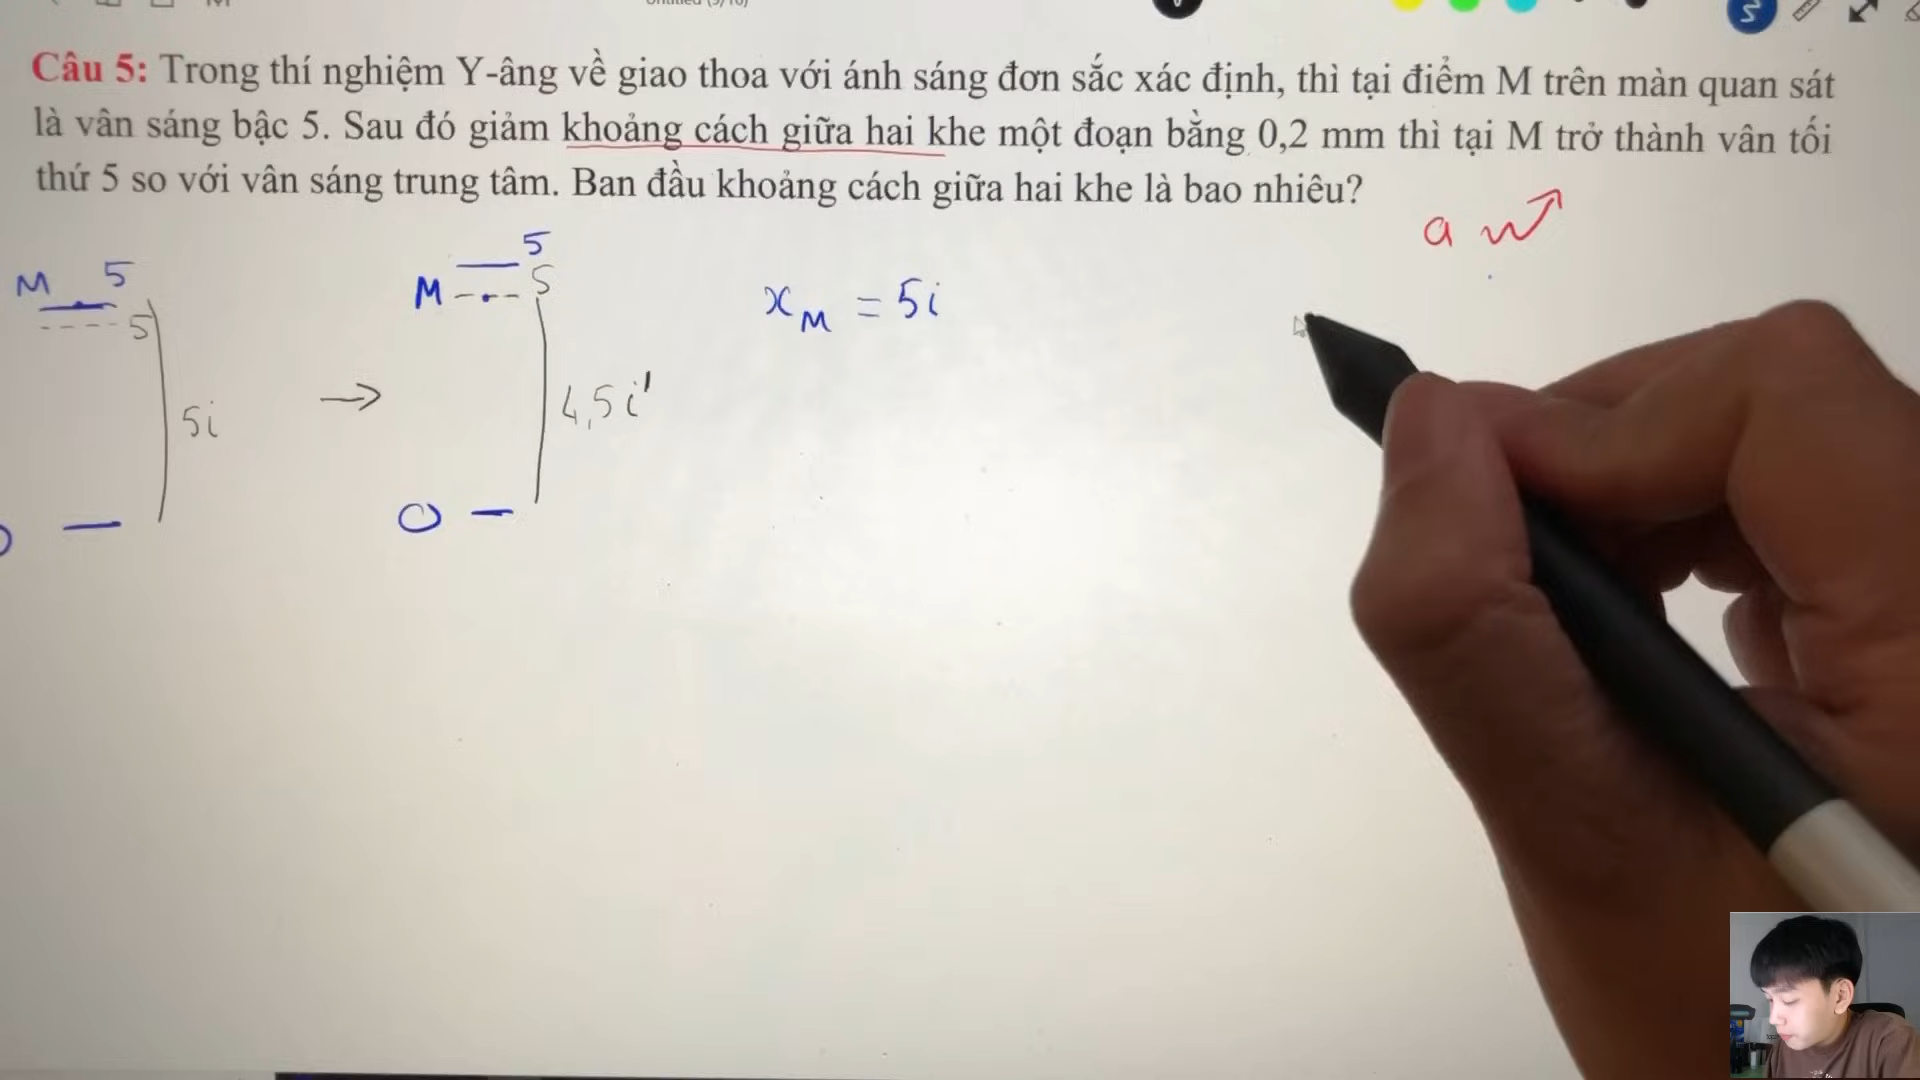 Câu 5: Trong thí nghiệm Y-âng về giao thoa với ánh sáng đơn sắc xác định, thì tại điểm M trên màn quan sát
là vân sáng bậc 5. Sau đó giảm khoảng cách giữa hai khe một đoạn bằng 0,2 mm thì tại M trở thành vân tối
thứ 5 so với vân sáng trung tâm. Ban đầu khoảng cách giữa hai khe là bao nhiêu?
a
M 5
5
5i
→
5
M 5
4,5i'
O
x_M = 5i